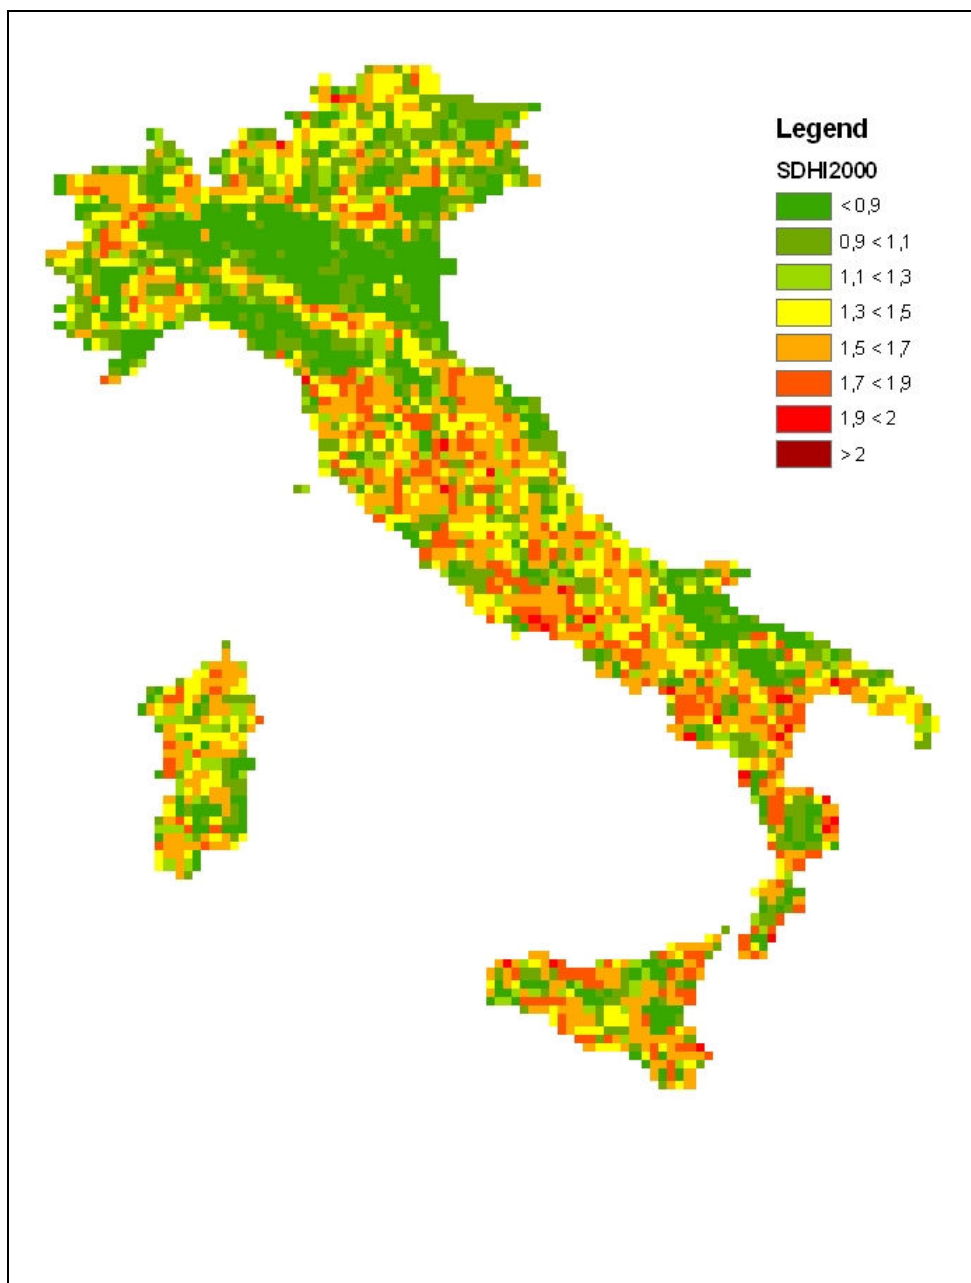 Legend
SDHI2000
< 0,9
0,9 < 1,1
1,1 < 1,3
1,3 < 1,5
1,5 < 1,7
1,7 < 1,9
1,9 < 2
> 2